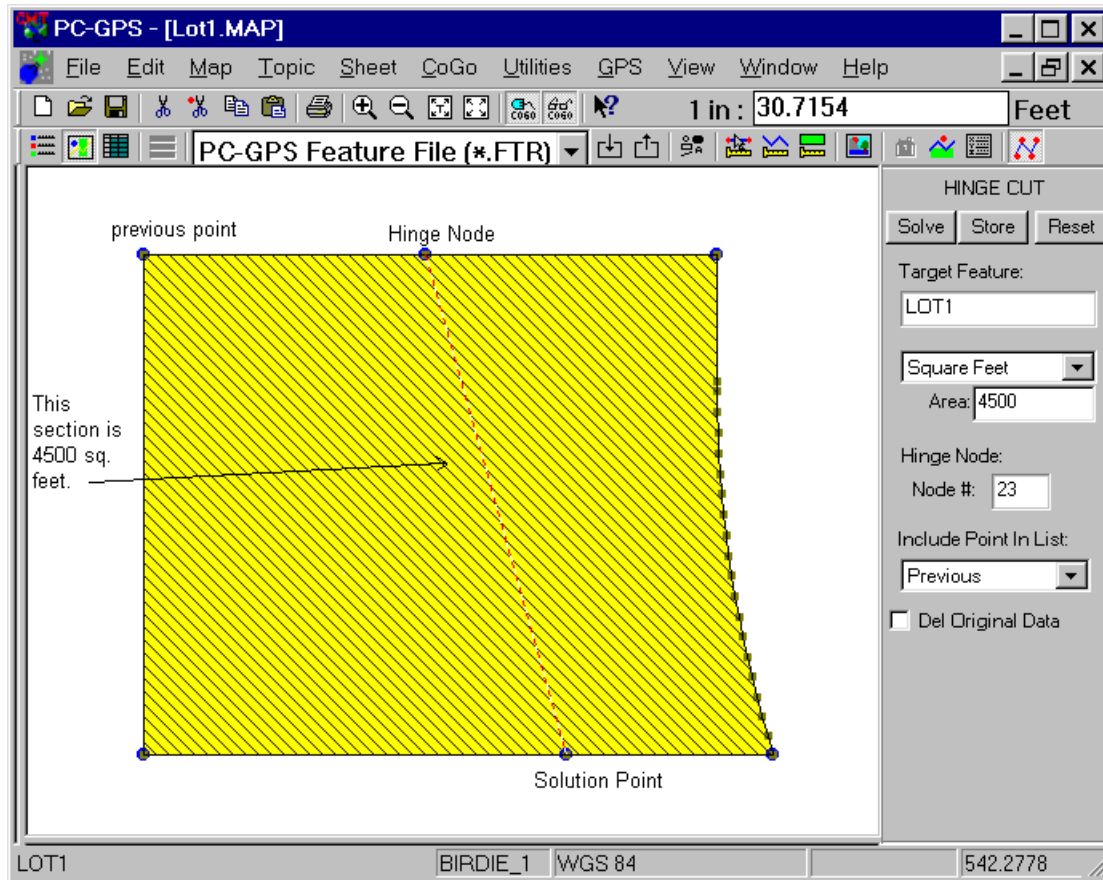 PC-GPS - [Lot1.MAP]
File Edit Map Topic Sheet CoGo Utilities GPS View Window Help
COGO COGO 1 in : 30.7154 Feet
PC-GPS Feature File (*.FTR)
HINGE CUT
Solve Store Reset
Target Feature:
LOT1
Square Feet
Area: 4500
Hinge Node:
Node #: 23
Include Point In List:
Previous
Del Original Data
previous point
Hinge Node
This
section is
4500 sq.
feet.
Solution Point
LOT1 BIRDIE_1 WGS 84 542.2778